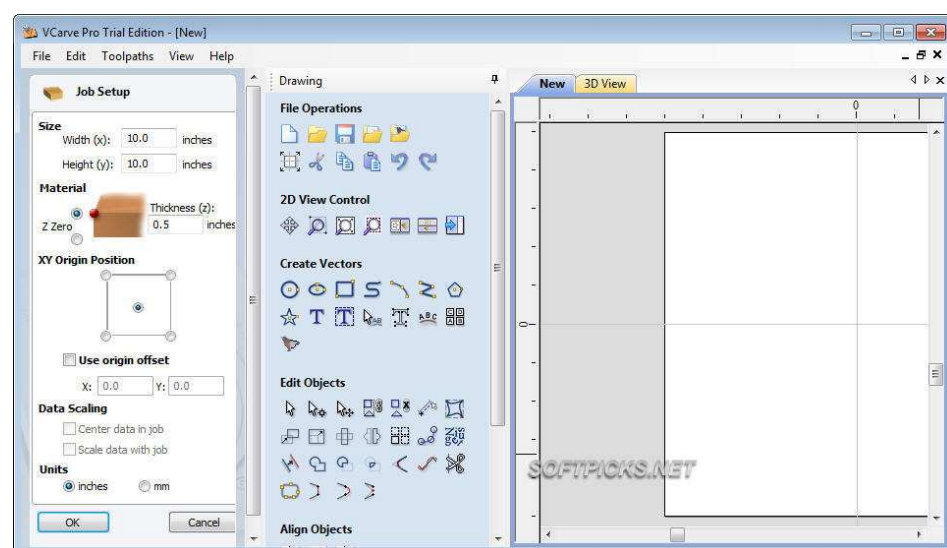 VCarve Pro Trial Edition - [New]
File Edit Toolpaths View Help
Job Setup
Size
Width (x): 10.0 inches
Height (y): 10.0 inches
Material
Thickness (z):
Z Zero 0.5 inches
XY Origin Position
Use origin offset
X: 0.0 Y: 0.0
Data Scaling
Center data in job
Scale data with job
Units
inches mm
OK Cancel
Drawing
File Operations
2D View Control
Create Vectors
Edit Objects
Align Objects
New 3D View
0
0
SOFTPICKS.NET